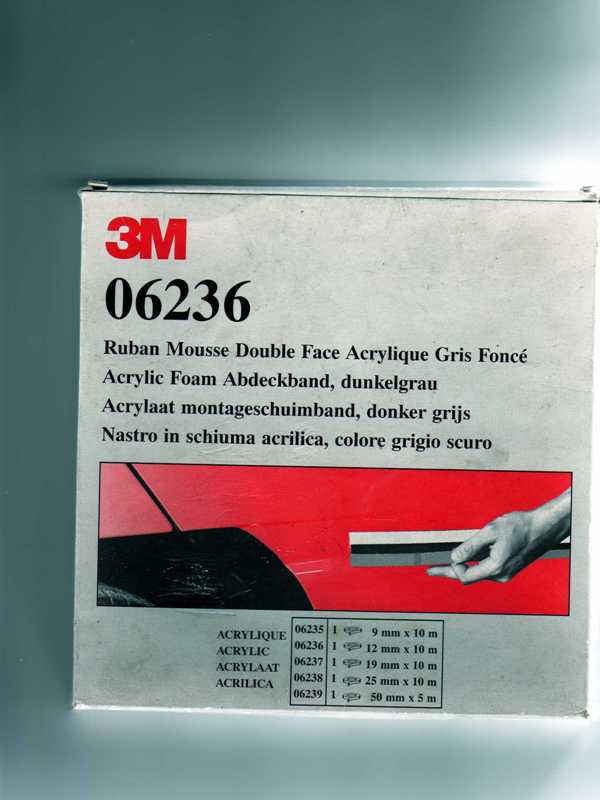 3M
06236
Ruban Mousse Double Face Acrylique Gris Foncé
Acrylic Foam Abdeckband, dunkelgrau
Acrylaat montageschuimband, donker grijs
Nastro in schiuma acrilica, colore grigio scuro
ACRYLIQUE
ACRYLIC
ACRYLAAT
ACRILICA
06235 1 9 mm x 10 m
06236 1 12 mm x 10 m
06237 1 19 mm x 10 m
06238 1 25 mm x 10 m
06239 1 50 mm x 5 m